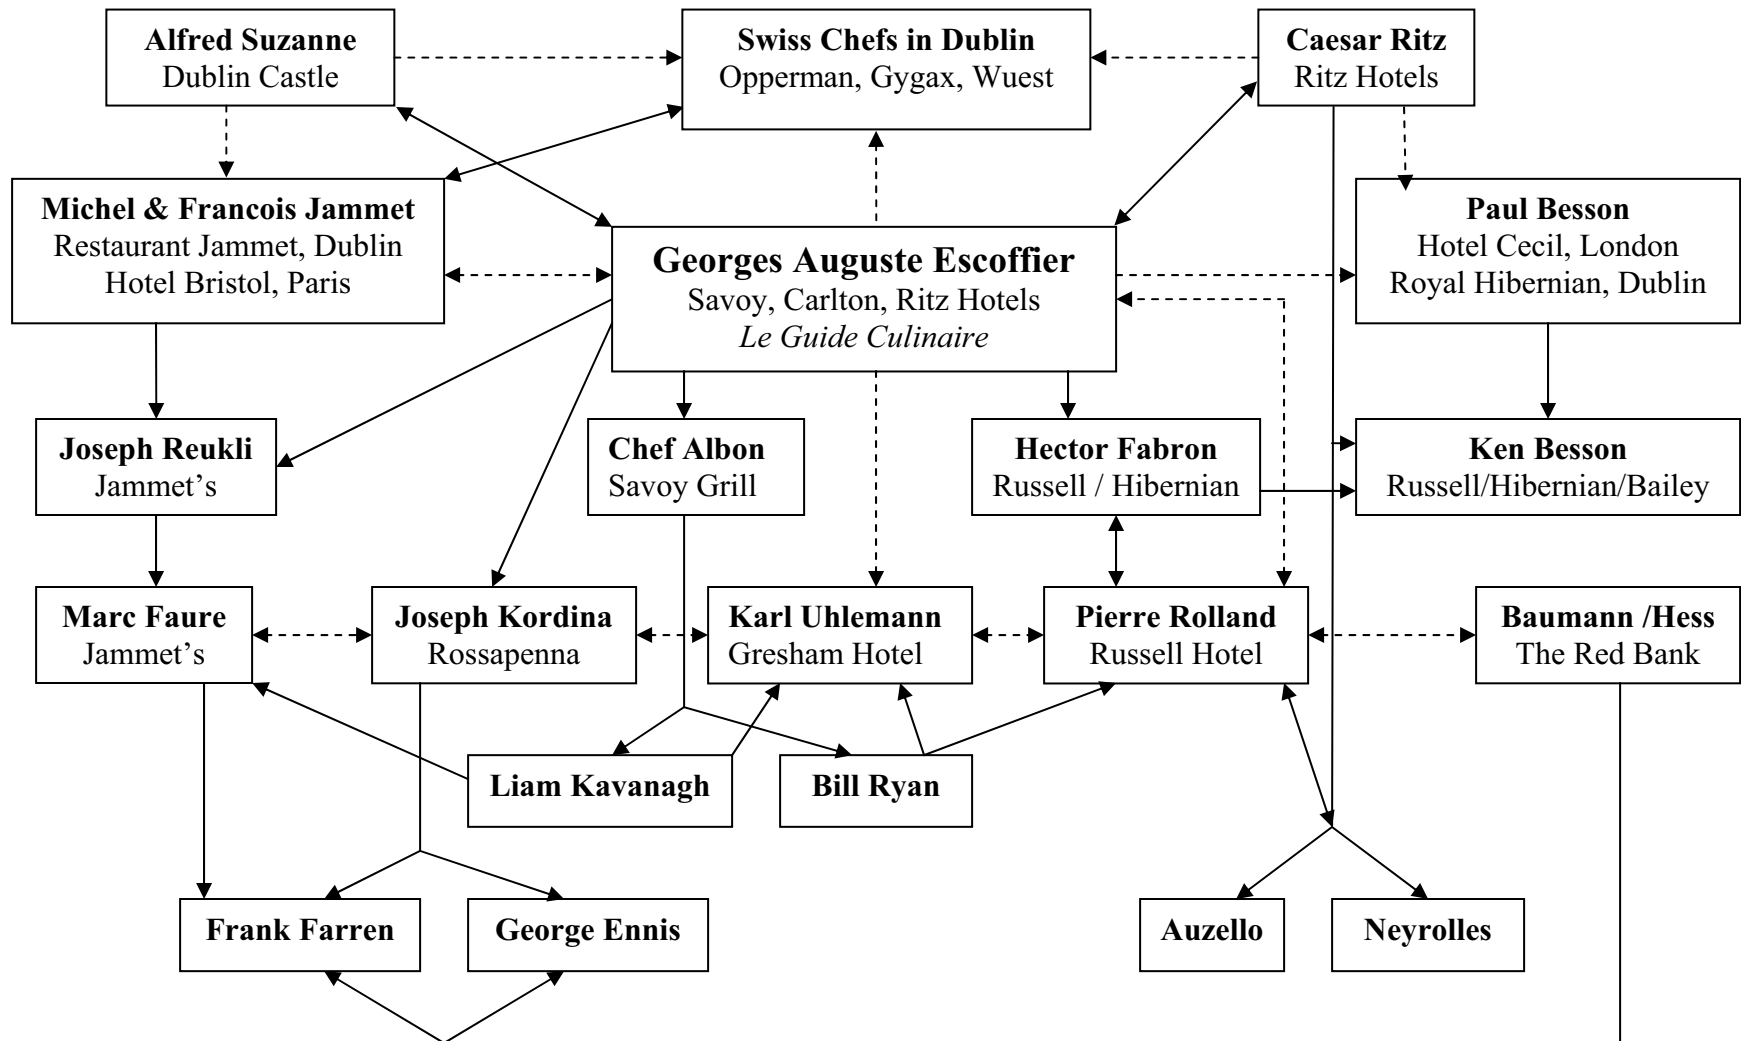 Alfred Suzanne
Dublin Castle
Swiss Chefs in Dublin
Opperman, Gygax, Wuest
Caesar Ritz
Ritz Hotels
Michel & Francois Jammet
Restaurant Jammet, Dublin
Hotel Bristol, Paris
Georges Auguste Escoffier
Savoy, Carlton, Ritz Hotels
Le Guide Culinaire
Paul Besson
Hotel Cecil, London
Royal Hibernian, Dublin
Joseph Reukli
Jammet’s
Chef Albon
Savoy Grill
Hector Fabron
Russell / Hibernian
Ken Besson
Russell/Hibernian/Bailey
Marc Faure
Jammet’s
Joseph Kordina
Rossapenna
Karl Uhlemann
Gresham Hotel
Pierre Rolland
Russell Hotel
Baumann /Hess
The Red Bank
Liam Kavanagh
Bill Ryan
Frank Farren
George Ennis
Auzello
Neyrolles